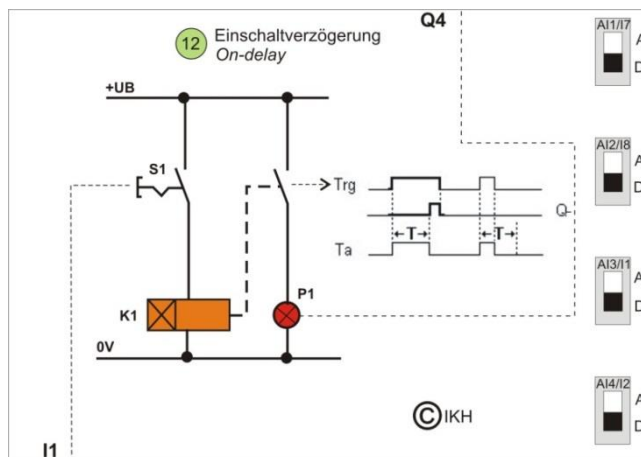 Q4
12 Einschaltverzögerung
On-delay
AI1/I7
A
D
+UB
S1
Trg
Q
T
T
Ta
AI2/I8
A
D
K1
P1
AI3/I1
A
D
0V
AI4/I2
A
D
© IKH
I1